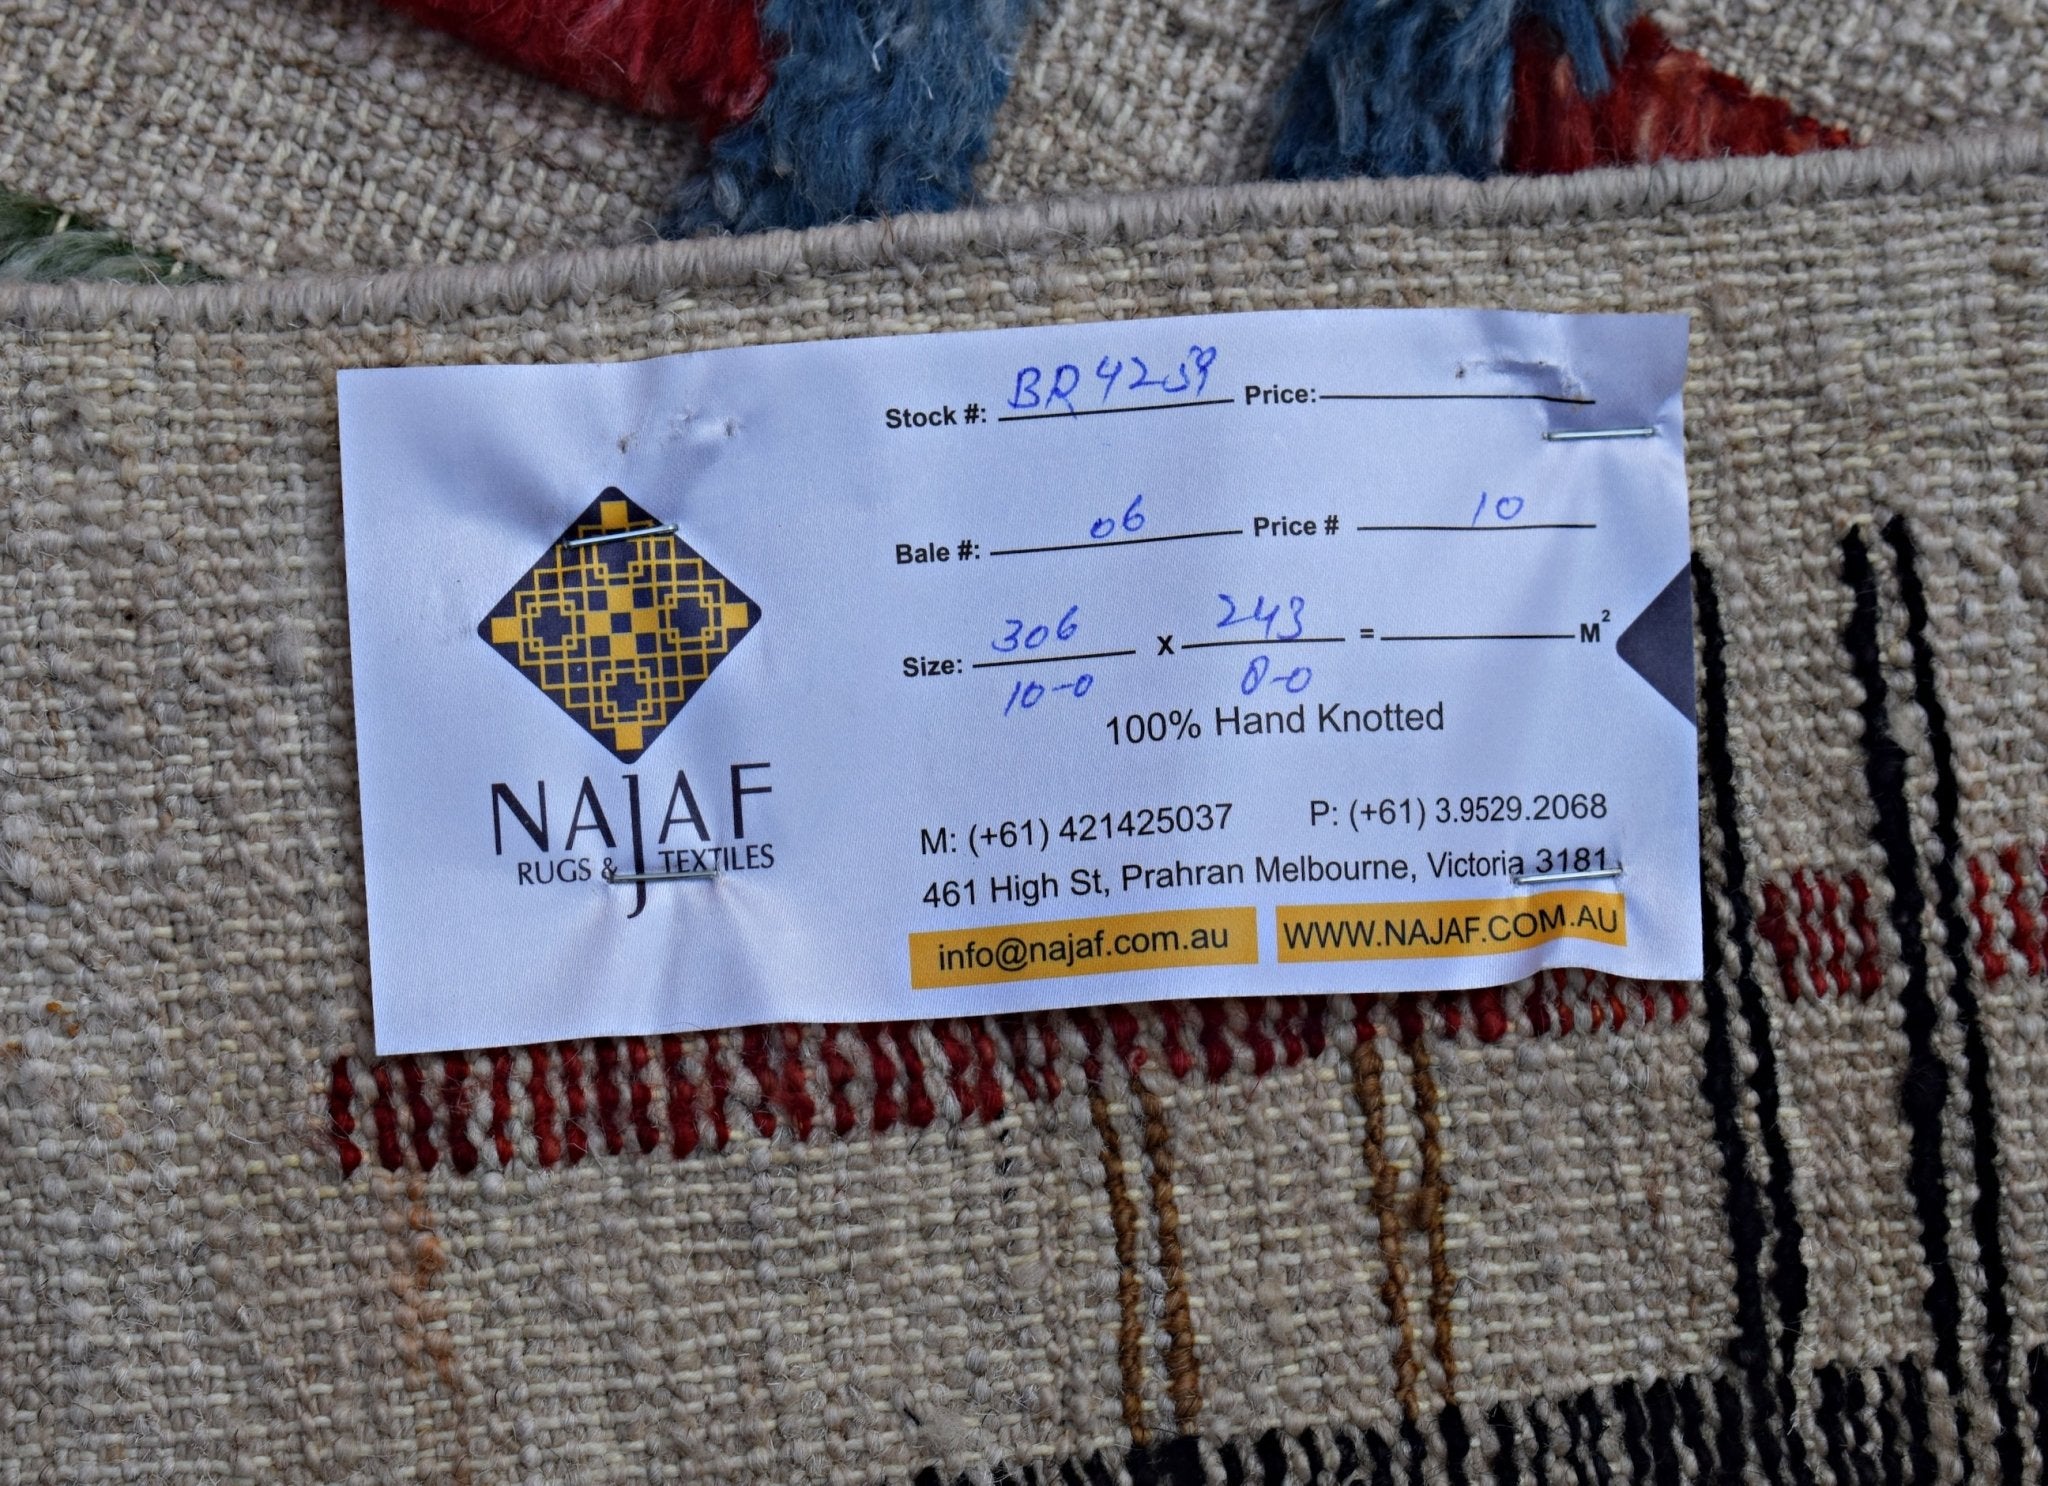 NAJAF
RUGS & TEXTILES
Stock #: BR4259 Price:
Bale #: 06 Price # 10
Size: 306 x 243 = M²
10-0 8-0
100% Hand Knotted
M: (+61) 421425037 P: (+61) 3.9529.2068
461 High St, Prahran Melbourne, Victoria 3181
info@najaf.com.au WWW.NAJAF.COM.AU